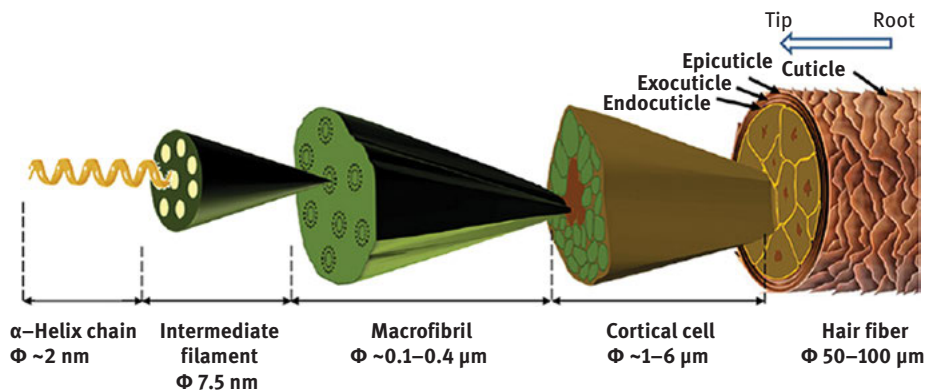 Tip Root
Epicuticle Cuticle
Exocuticle
Endocuticle
α–Helix chain
Φ ~2 nm
Intermediate
filament
Φ 7.5 nm
Macrofibril
Φ ~0.1–0.4 μm
Cortical cell
Φ ~1–6 μm
Hair fiber
Φ 50–100 μm